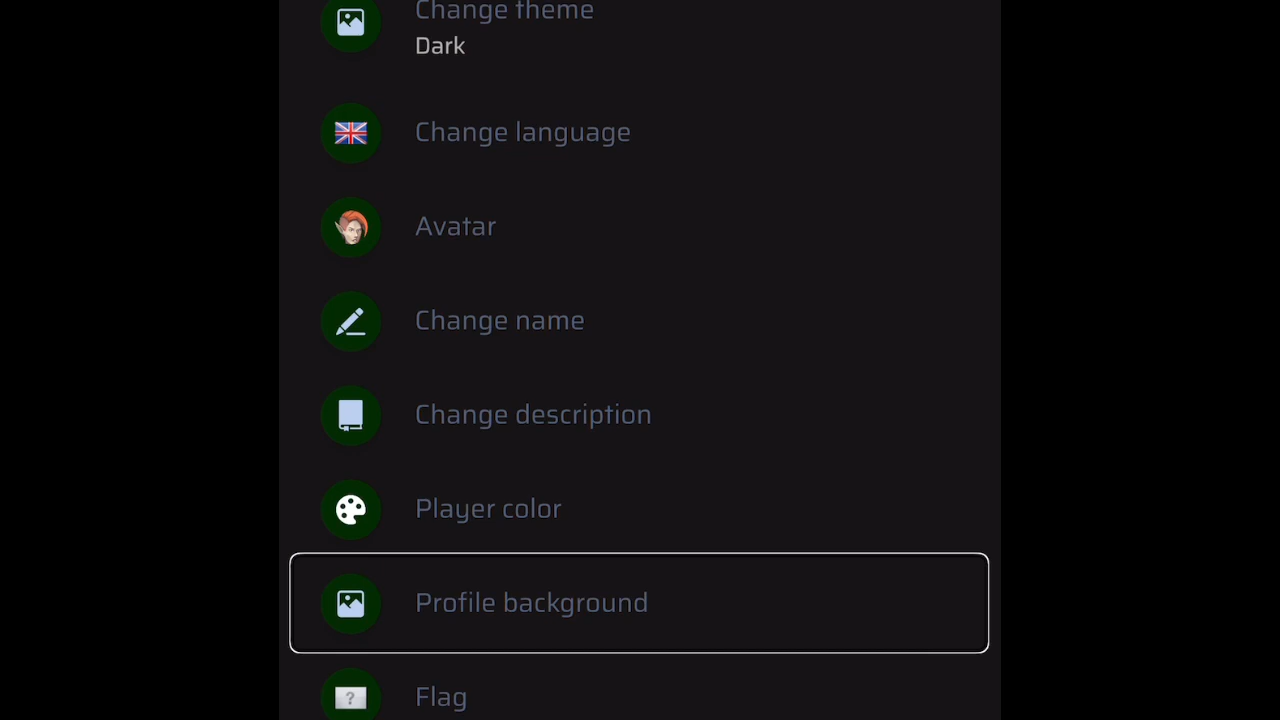 Change theme
Dark
Change language
Avatar
Change name
Change description
Player color
Profile background
?
Flag